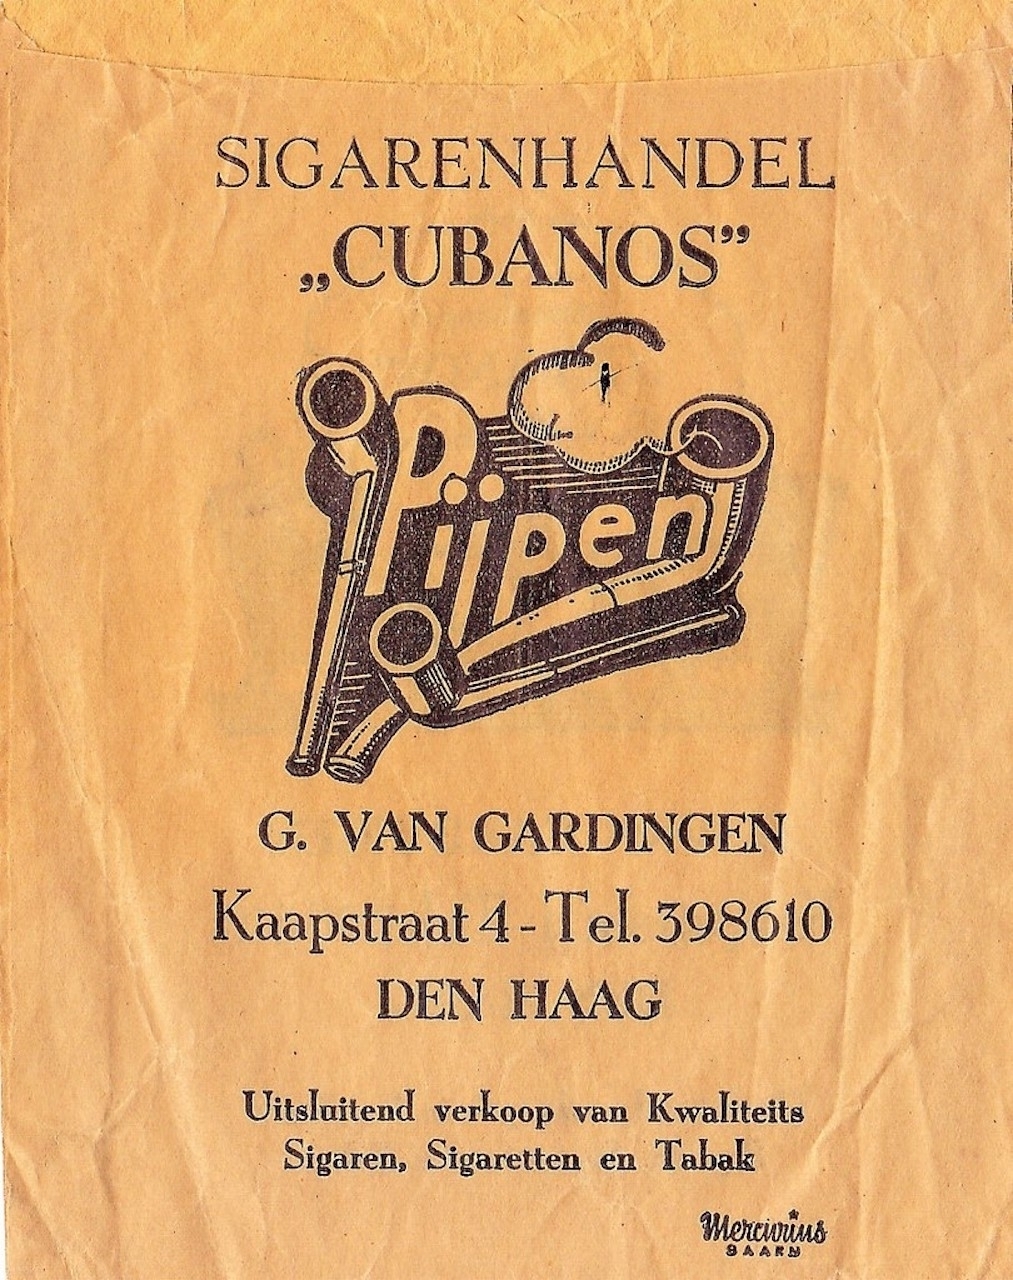 SIGARENHANDEL
„CUBANOS”
Pijpen
G. VAN GARDINGEN
Kaapstraat 4 - Tel. 398610
DEN HAAG
Uitsluitend verkoop van Kwaliteits
Sigaren, Sigaretten en Tabak
Mercurius
BAARN